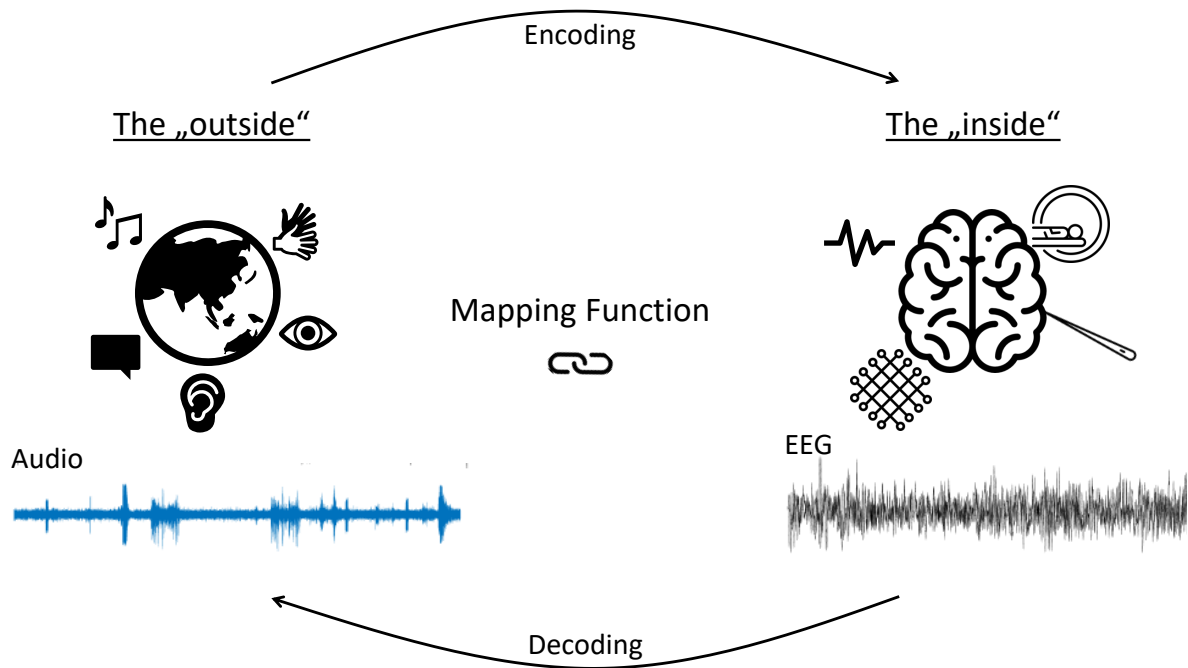 Encoding
The „outside“
The „inside“
Mapping Function
Audio
EEG
Decoding